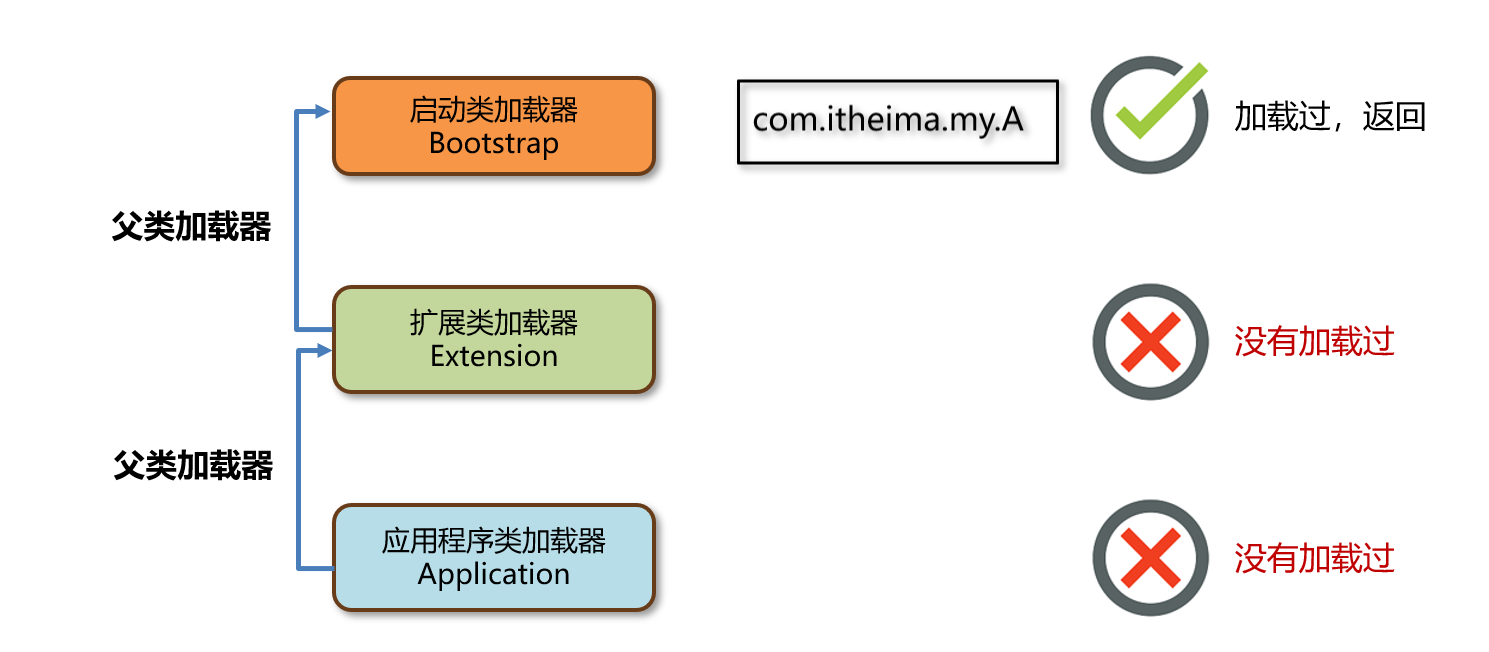 启动类加载器
Bootstrap
com.itheima.my.A
加载过，返回
父类加载器
扩展类加载器
Extension
没有加载过
父类加载器
应用程序类加载器
Application
没有加载过